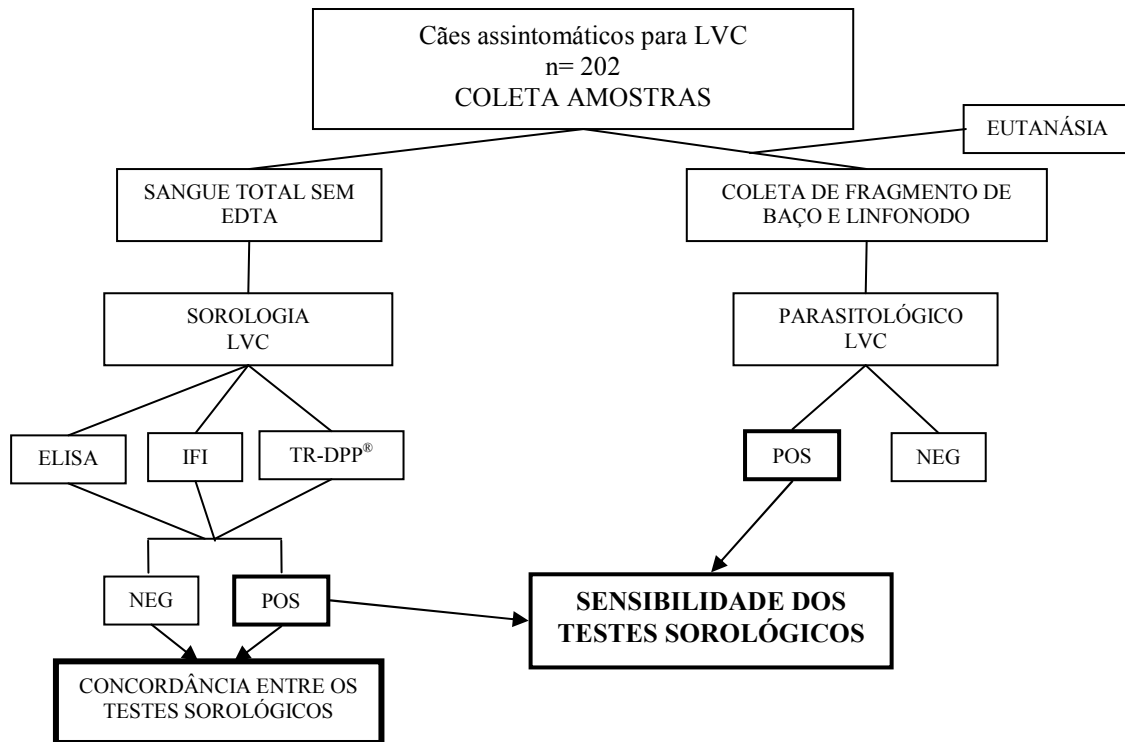 Cães assintomáticos para LVC
n= 202
COLETA AMOSTRAS
EUTANÁSIA
SANGUE TOTAL SEM
EDTA
COLETA DE FRAGMENTO DE
BAÇO E LINFONODO
SOROLOGIA
LVC
PARASITOLÓGICO
LVC
ELISA
IFI
TR-DPP®
POS
NEG
NEG
POS
SENSIBILIDADE DOS
TESTES SOROLÓGICOS
CONCORDÂNCIA ENTRE OS
TESTES SOROLÓGICOS